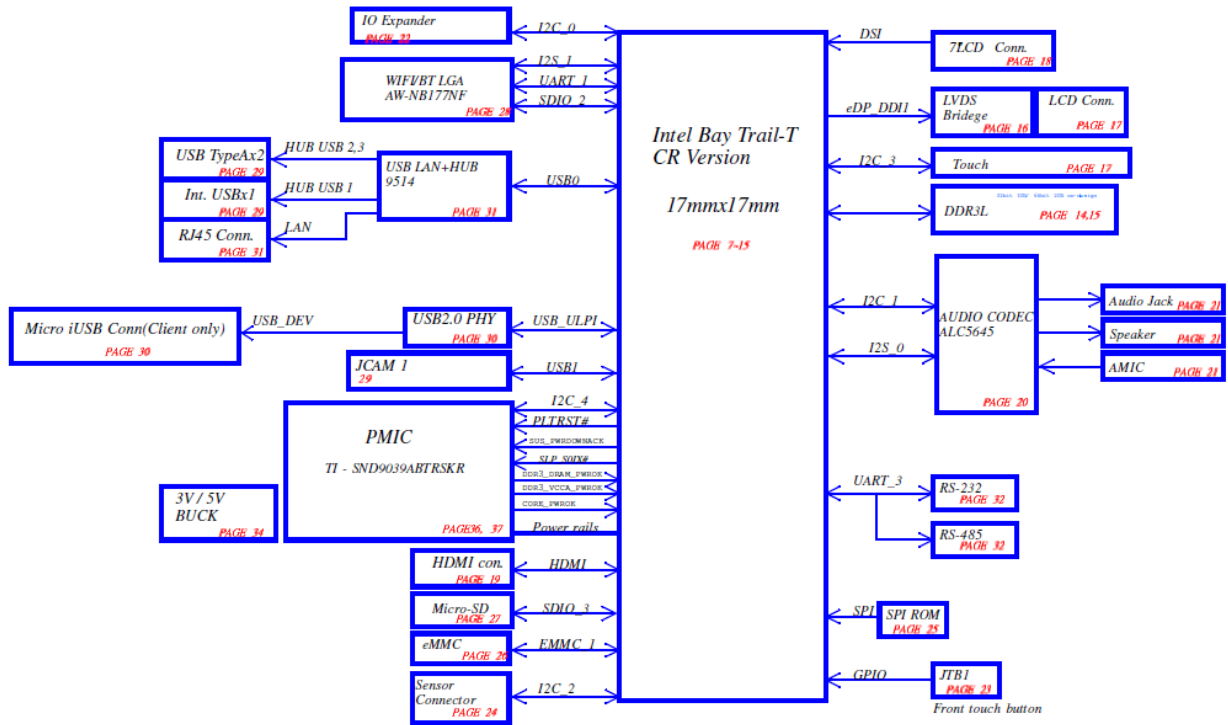 IO Expander
PAGE 22
I2C_0
WIFI/BT LGA
AW-NB177NF
PAGE 28
I2S_1
UART_1
SDIO_2
USB TypeAx2
PAGE 29
HUB USB 2,3
Int. USBx1
PAGE 29
HUB USB 1
RJ45 Conn.
PAGE 31
LAN
USB LAN+HUB
9514
PAGE 31
USB0
Micro iUSB Conn(Client only)
PAGE 30
USB_DEV
USB2.0 PHY
PAGE 30
USB_ULPI
JCAM 1
29
USB1
PMIC
TI - SND9039ABTRSKR
PAGE36, 37
I2C_4
PLTRST#
SUS_PWRDOWNACK
SLP_S0IX#
DDR3_DRAM_PWROK
DDR3_VCCA_PWROK
CORE_PWROK
Power rails
3V / 5V
BUCK
PAGE 34
HDMI con.
PAGE 19
HDMI
Micro-SD
PAGE 27
SDIO_3
eMMC
PAGE 26
EMMC_1
Sensor
Connector
PAGE 24
I2C_2
Intel Bay Trail-T
CR Version
17mmx17mm
PAGE 7~15
DSI
7LCD Conn.
PAGE 18
eDP_DDI1
LVDS
Bridege
PAGE 16
LCD Conn.
PAGE 17
I2C_3
Touch
PAGE 17
DDR3L
PAGE 14,15
I2C_1
I2S_0
AUDIO CODEC
ALC5645
PAGE 20
Audio Jack
PAGE 21
Speaker
PAGE 21
AMIC
PAGE 21
UART_3
RS-232
PAGE 32
RS-485
PAGE 32
SPI
SPI ROM
PAGE 25
GPIO
JTB1
PAGE 23
Front touch button